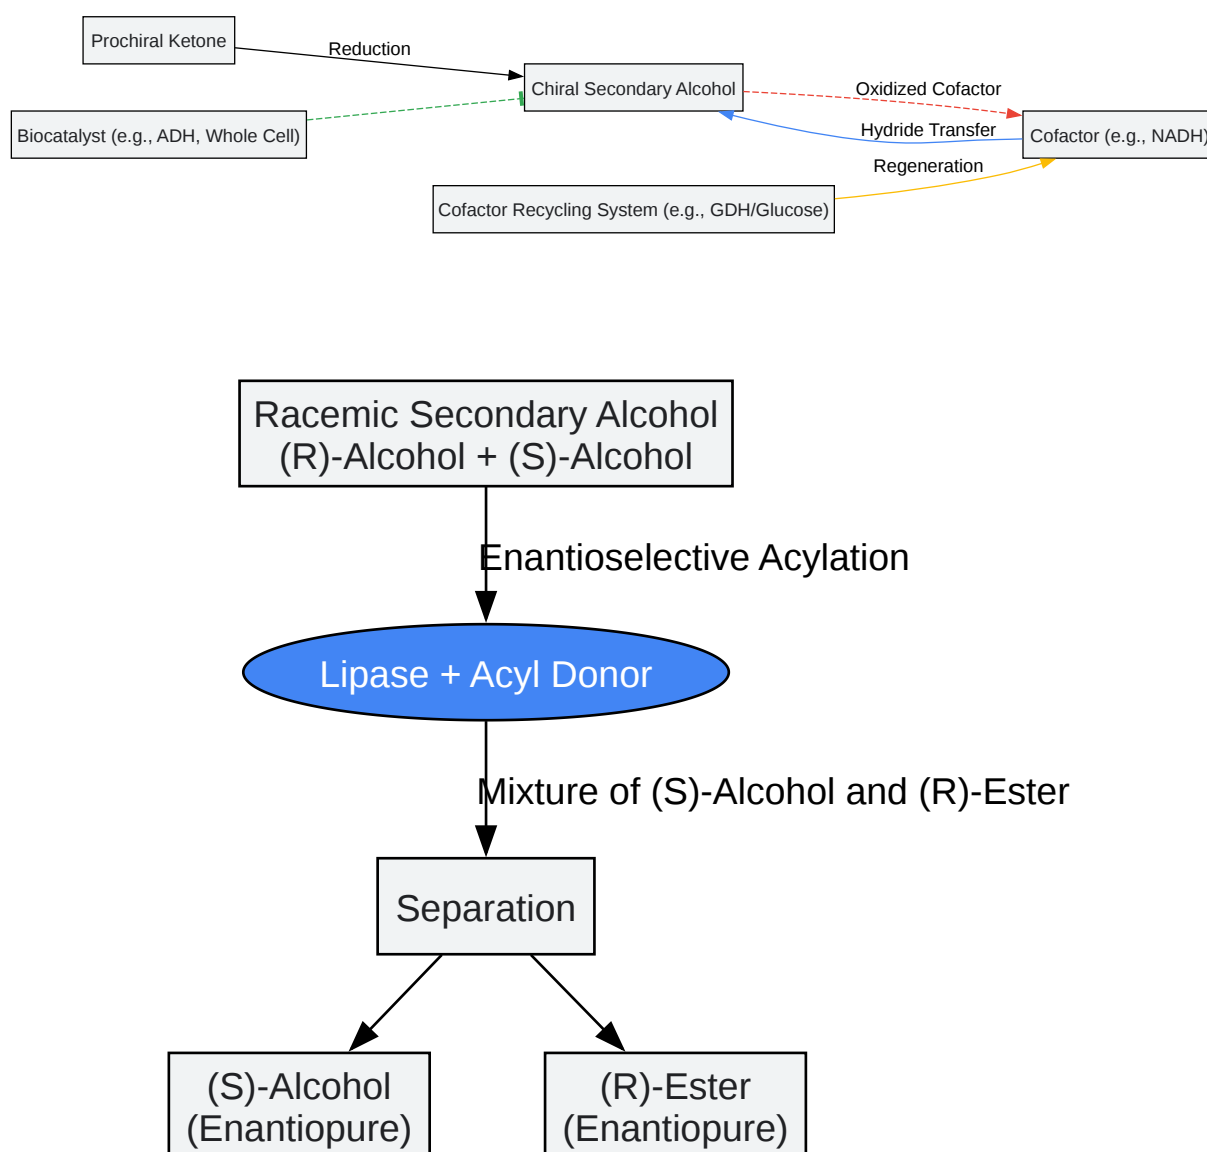 Prochiral Ketone
Reduction
Chiral Secondary Alcohol
Oxidized Cofactor
Biocatalyst (e.g., ADH, Whole Cell)
Hydride Transfer
Cofactor (e.g., NADH)
Regeneration
Cofactor Recycling System (e.g., GDH/Glucose)
Racemic Secondary Alcohol
(R)-Alcohol + (S)-Alcohol
Enantioselective Acylation
Lipase + Acyl Donor
Mixture of (S)-Alcohol and (R)-Ester
Separation
(S)-Alcohol
(Enantiopure)
(R)-Ester
(Enantiopure)